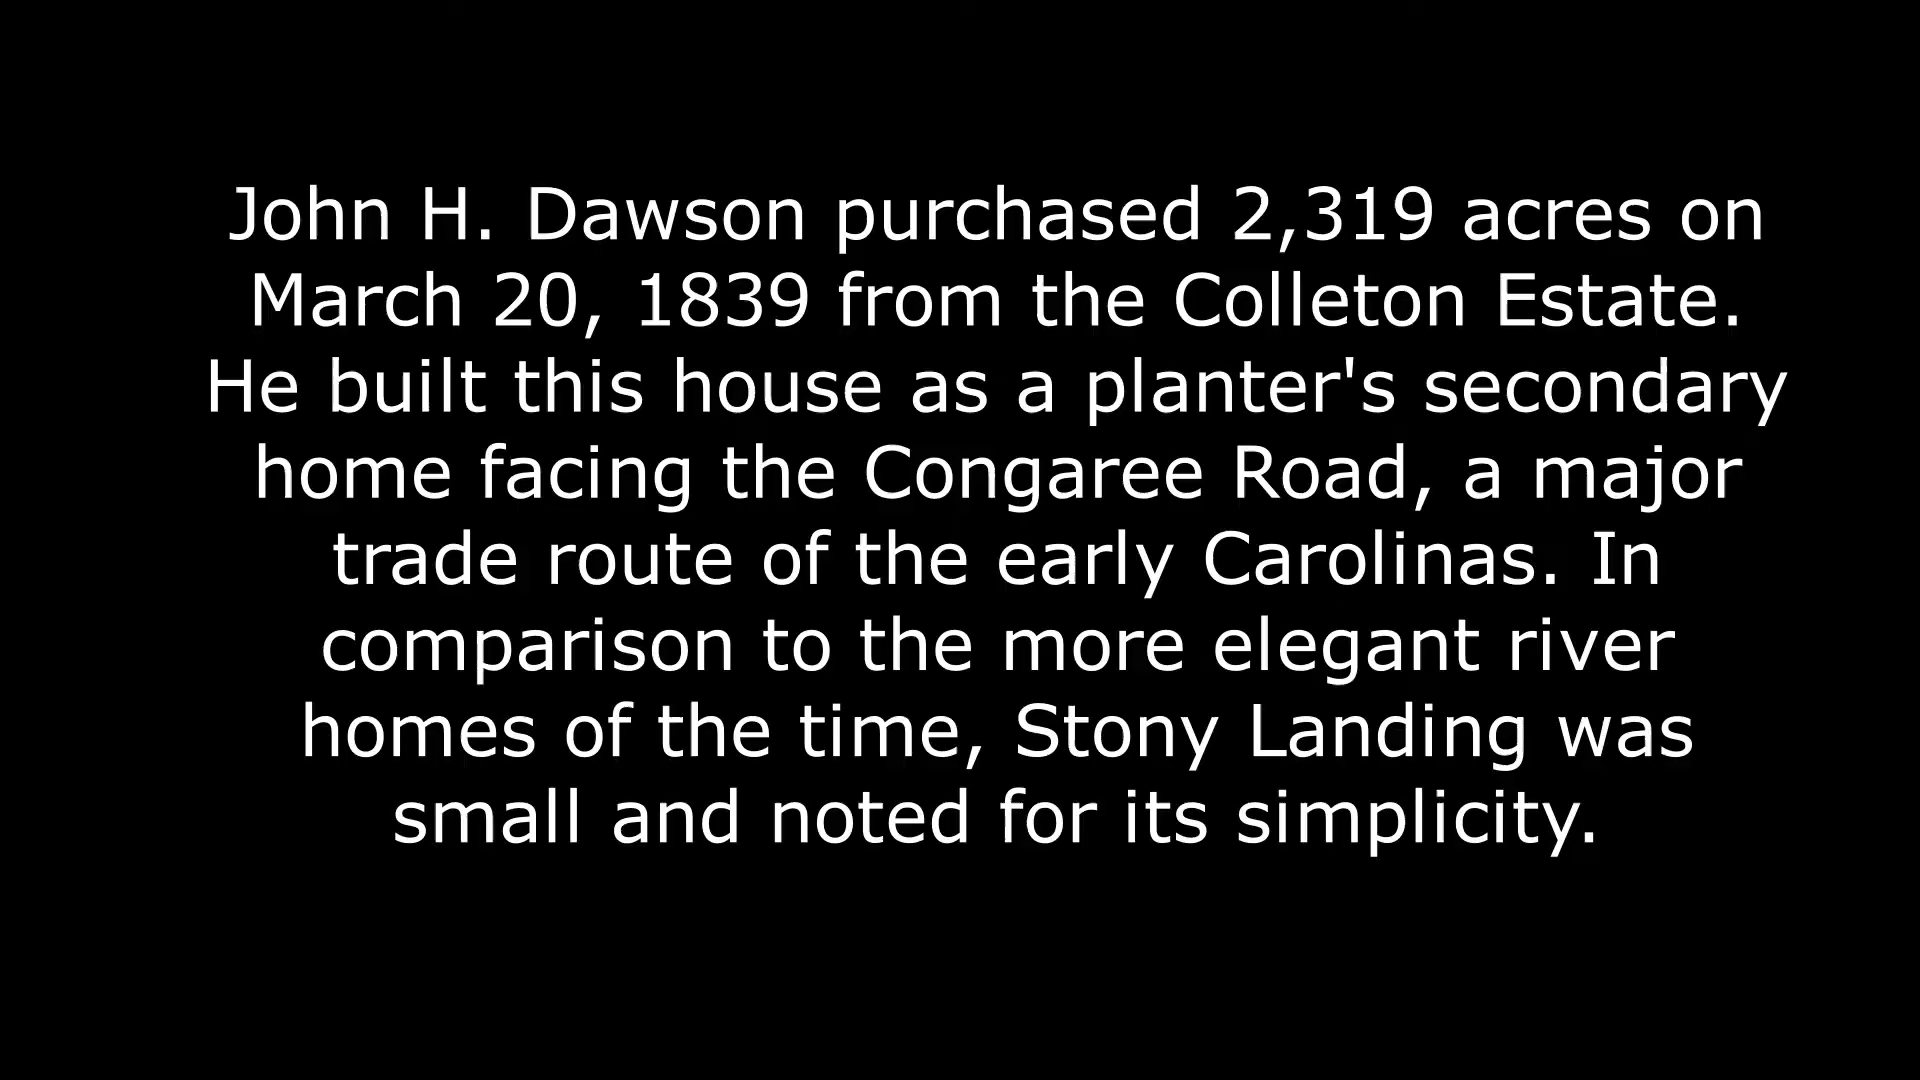 John H. Dawson purchased 2,319 acres on
March 20, 1839 from the Colleton Estate.
He built this house as a planter's secondary
home facing the Congaree Road, a major
trade route of the early Carolinas. In
comparison to the more elegant river
homes of the time, Stony Landing was
small and noted for its simplicity.